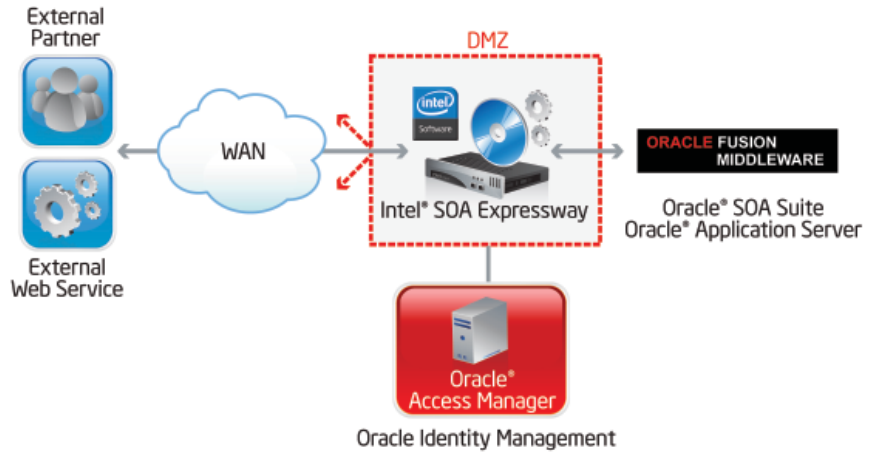 External
Partner
External
Web Service
WAN
DMZ
intel
Software
Intel® SOA Expressway
ORACLE FUSION
MIDDLEWARE
Oracle® SOA Suite
Oracle® Application Server
Oracle®
Access Manager
Oracle Identity Management